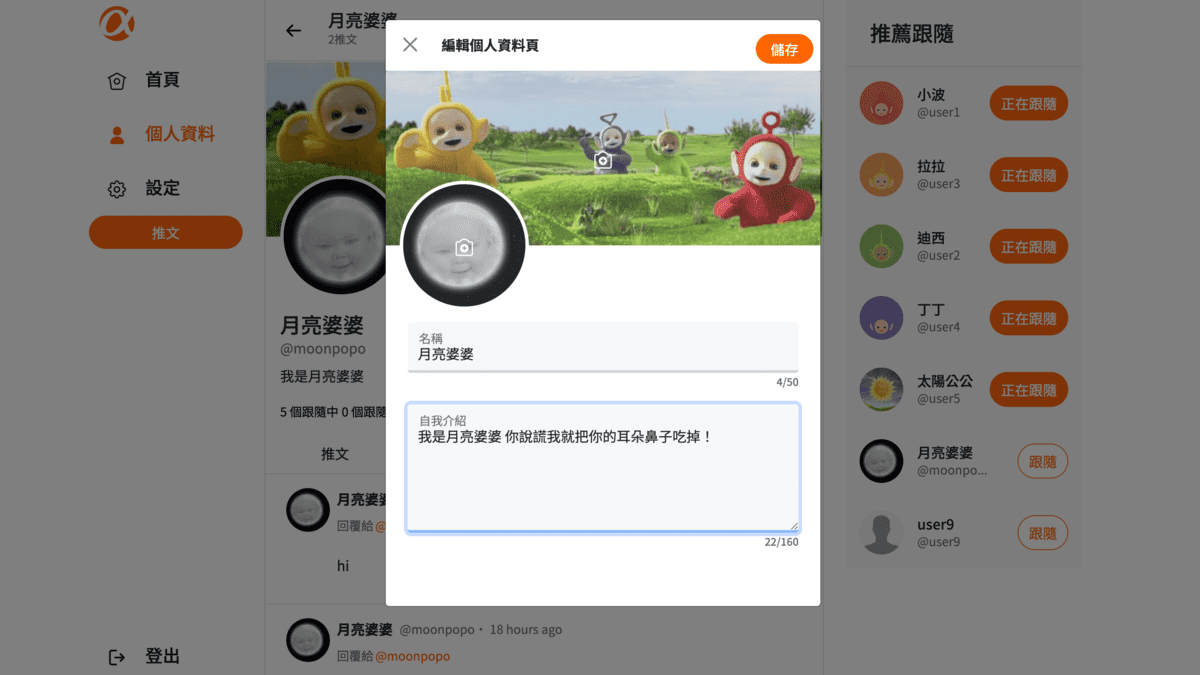 首頁
個人資料
設定
推文
登出
月亮婆婆
2推文
月亮婆婆
@moonpopo
我是月亮婆婆
5 個跟隨中 0 個跟隨
推文
月亮婆婆
回覆給 @
hi
月亮婆婆 @moonpopo · 18 hours ago
回覆給 @moonpopo
編輯個人資料頁
儲存
名稱
月亮婆婆
4/50
自我介紹
我是月亮婆婆 你說謊我就把你的耳朵鼻子吃掉！
22/160
推薦跟隨
小波
@user1
正在跟隨
拉拉
@user3
正在跟隨
迪西
@user2
正在跟隨
丁丁
@user4
正在跟隨
太陽公公
@user5
正在跟隨
月亮婆婆
@moonpo...
跟隨
user9
@user9
跟隨